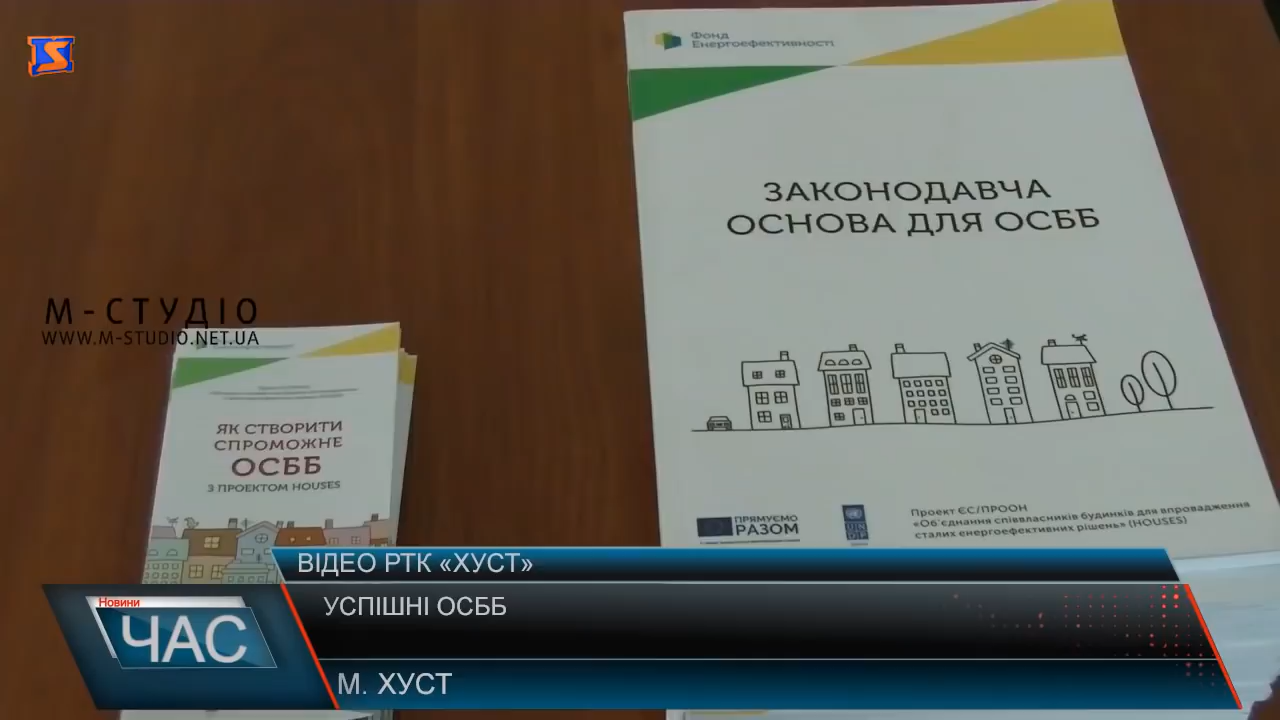 Фонд
Енергоефективності
ЗАКОНОДАВЧА
ОСНОВА ДЛЯ ОСББ
М-СТУДІО
WWW.M-STUDIO.NET.UA
ЯК СТВОРИТИ
СПРОМОЖНЕ
ОСББ
З ПРОЕКТОМ HOUSES
ПРЯМУЄМО
РАЗОМ
UN
DP
Проект ЄС/ПРООН
«Об'єднання співвласників будинків для впровадження
сталих енергоефективних рішень» (HOUSES)
ВІДЕО РТК «ХУСТ»
Новини
ЧАС
УСПІШНІ ОСББ
М. ХУСТ